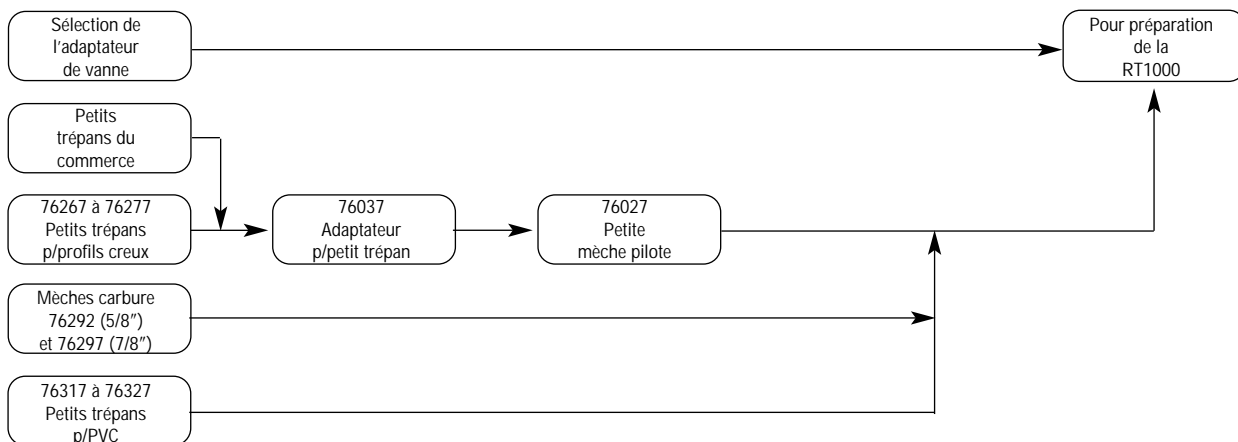 Sélection de
l'adaptateur
de vanne
Pour préparation
de la
RT1000
Petits
trépans du
commerce
76267 à 76277
Petits trépans
p/profils creux
76037
Adaptateur
p/petit trépan
76027
Petite
mèche pilote
Mèches carbure
76292 (5/8″)
et 76297 (7/8″)
76317 à 76327
Petits trépans
p/PVC